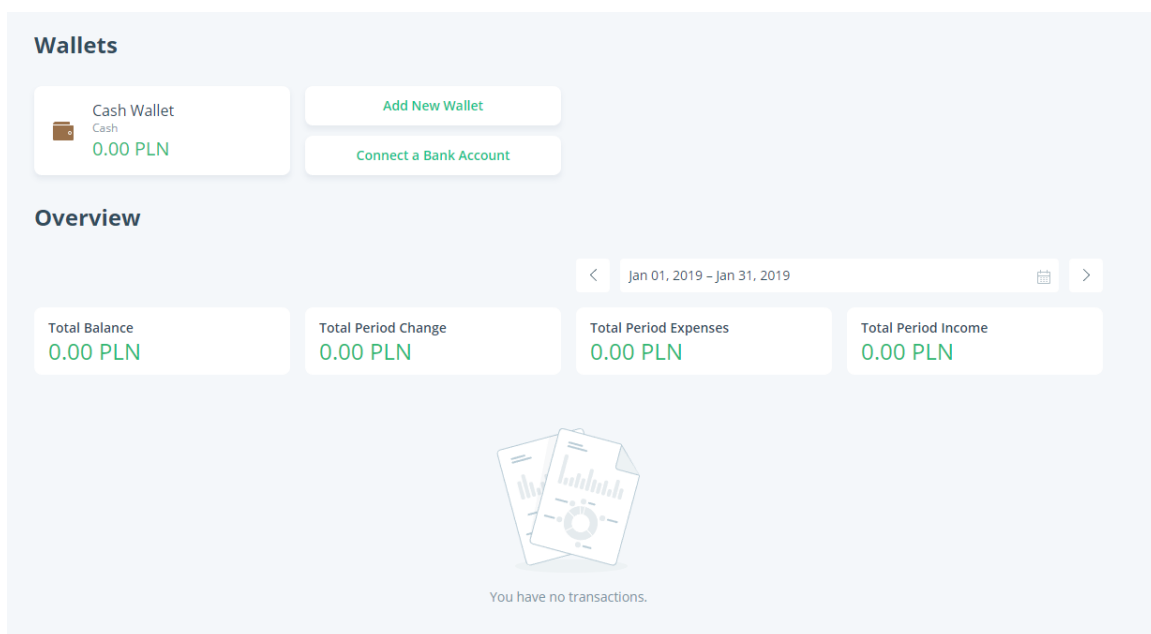 Wallets
Cash Wallet
Cash
0.00 PLN
Add New Wallet
Connect a Bank Account
Overview
Jan 01, 2019 – Jan 31, 2019
Total Balance
0.00 PLN
Total Period Change
0.00 PLN
Total Period Expenses
0.00 PLN
Total Period Income
0.00 PLN
You have no transactions.